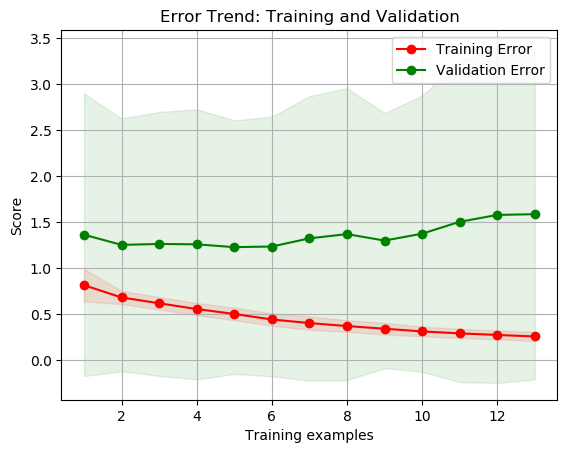 Error Trend: Training and Validation
3.5
3.0
2.5
2.0
1.5
1.0
0.5
0.0
Score
Training Error
Validation Error
2
4
6
8
10
12
Training examples